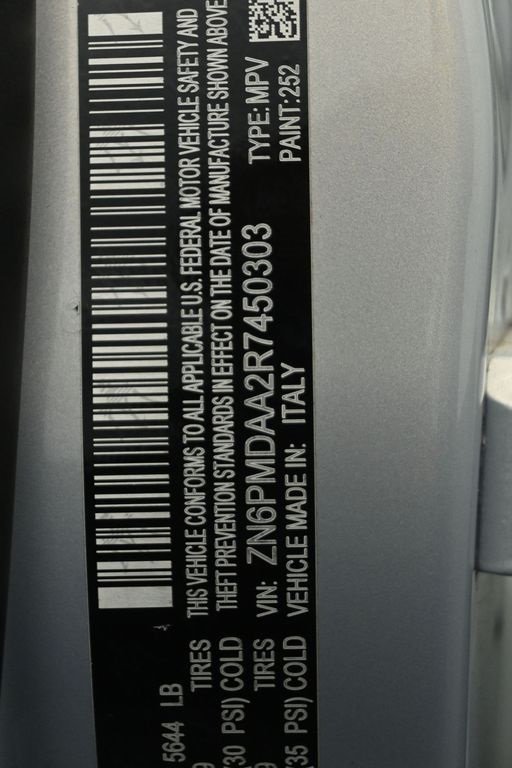 5644 LB
TIRES
730 PSI) COLD
TIRES
735 PSI) COLD
THIS VEHICLE CONFORMS TO ALL APPLICABLE U.S. FEDERAL MOTOR VEHICLE SAFETY AND
THEFT PREVENTION STANDARDS IN EFFECT ON THE DATE OF MANUFACTURE SHOWN ABOVE
VIN: ZN6PMDAA2R7450303 TYPE: MPV
VEHICLE MADE IN: ITALY PAINT:252